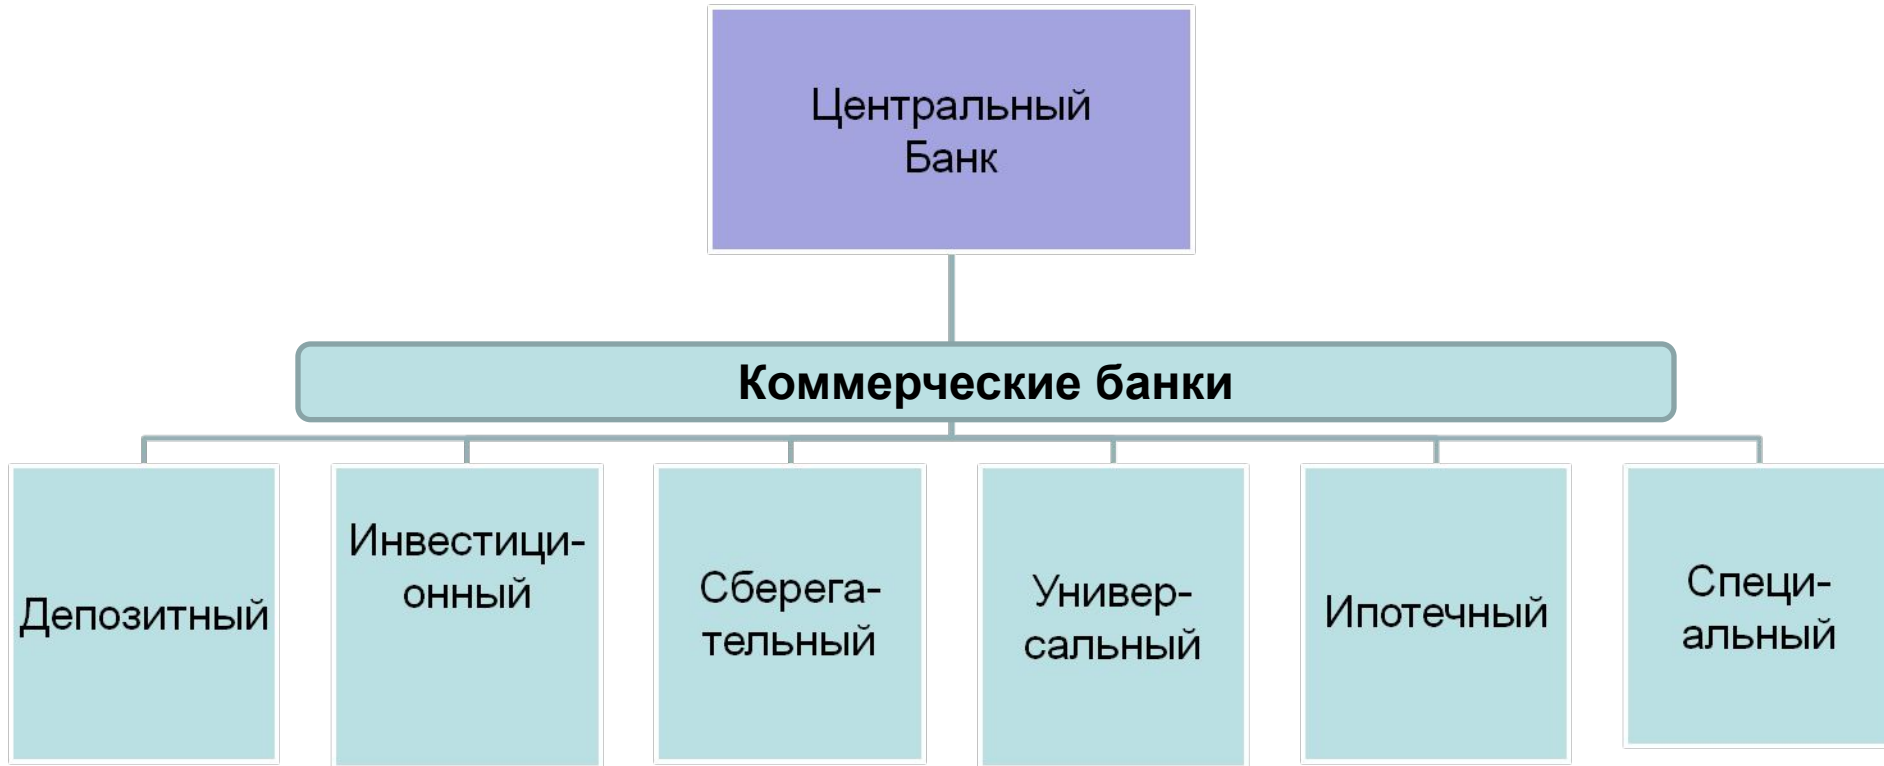 Центральный
Банк
Коммерческие банки
Депозитный
Инвестици-
онный
Сберега-
тельный
Универ-
сальный
Ипотечный
Специ-
альный